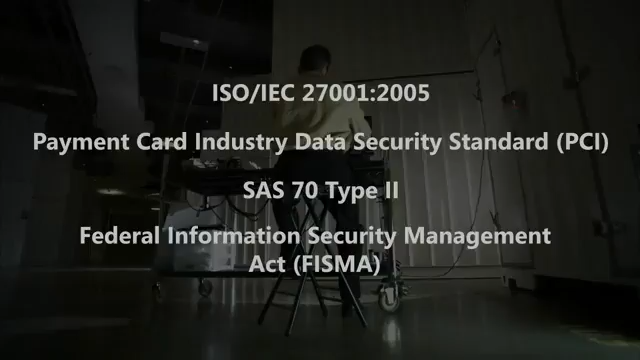 ISO/IEC 27001:2005
Payment Card Industry Data Security Standard (PCI)
SAS 70 Type II
Federal Information Security Management
Act (FISMA)